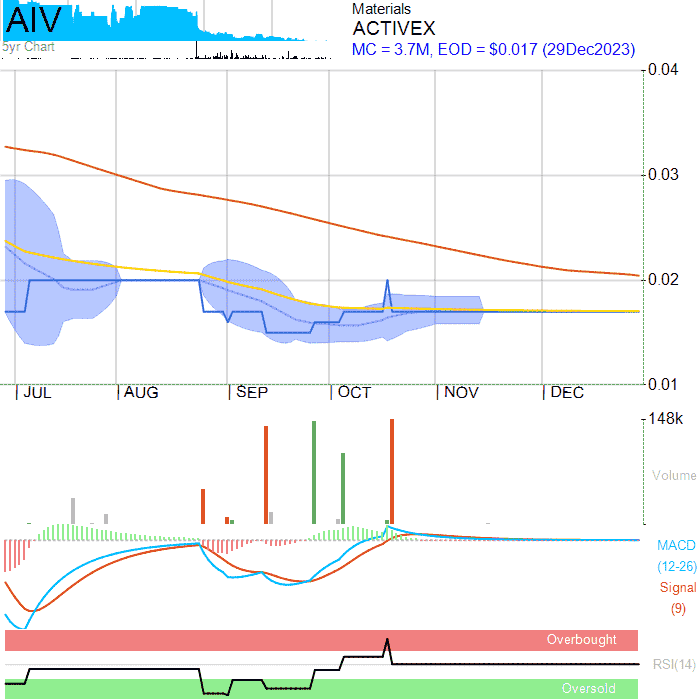 AIV
5yr Chart
Materials
ACTIVEX
MC = 3.7M, EOD = $0.017 (29Dec2023)
0.04
0.03
0.02
0.01
JUL AUG SEP OCT NOV DEC
148k
Volume
MACD
(12-26)
Signal
(9)
Overbought
RSI(14)
Oversold